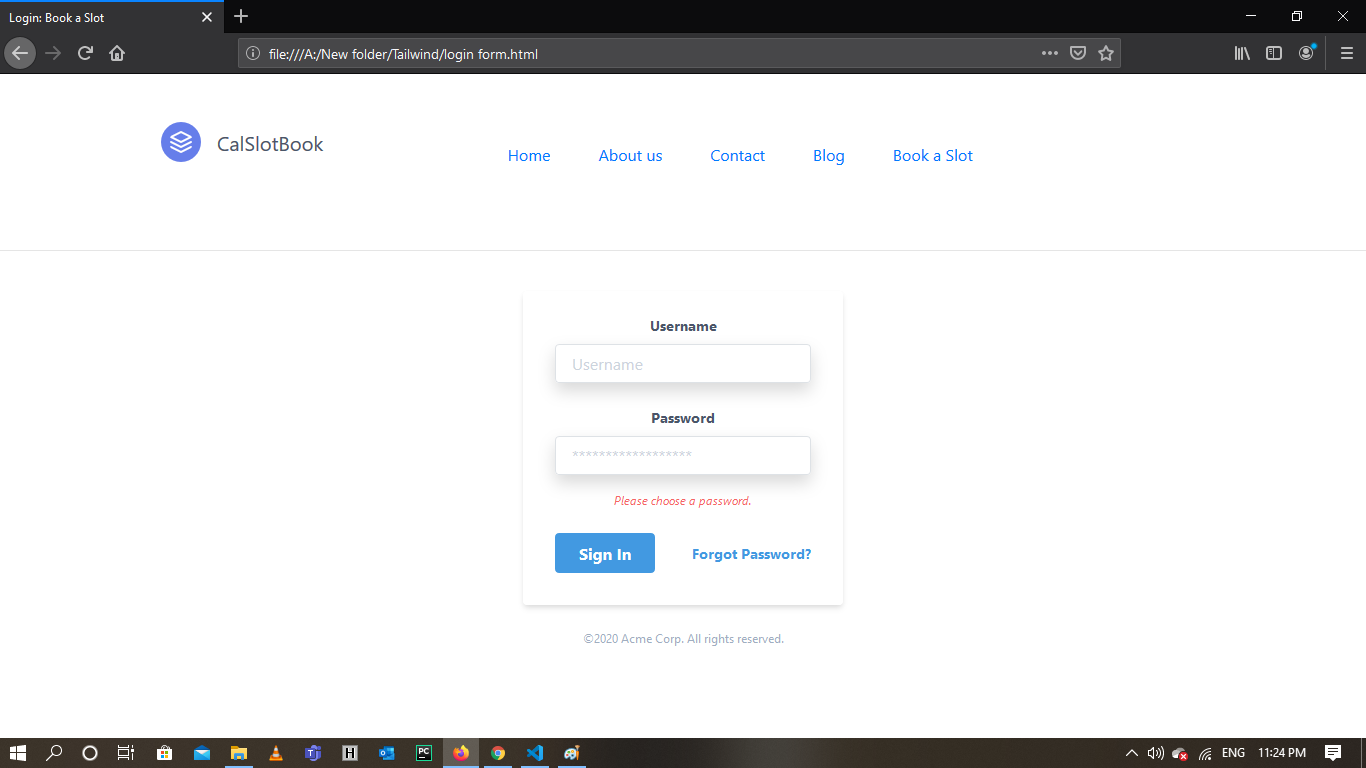 Login: Book a Slot
file:///A:/New folder/Tailwind/login form.html
CalSlotBook
Home About us Contact Blog Book a Slot
Username
Username
Password
******************
Please choose a password.
Sign In Forgot Password?
©2020 Acme Corp. All rights reserved.
H PC ENG 11:24 PM